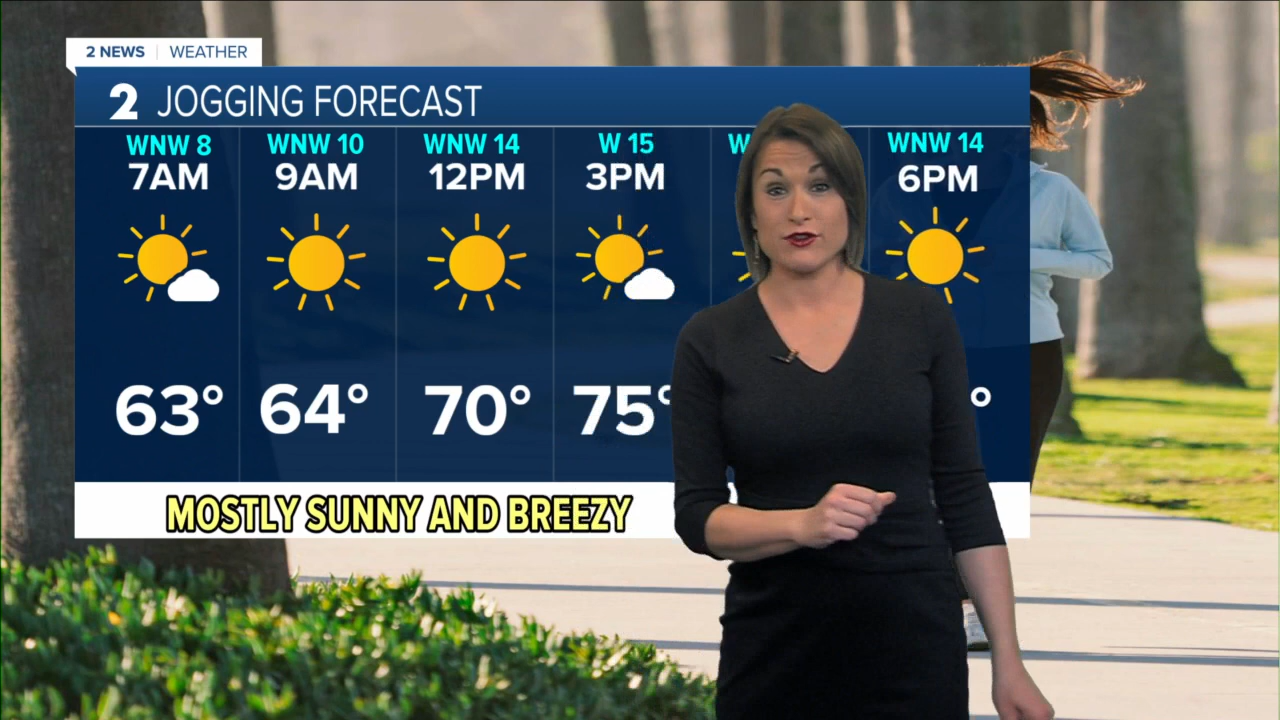 2 NEWS | WEATHER
2 JOGGING FORECAST
WNW 8
7AM
63°
WNW 10
9AM
64°
WNW 14
12PM
70°
W 15
3PM
75°
WNW 14
6PM
°
MOSTLY SUNNY AND BREEZY